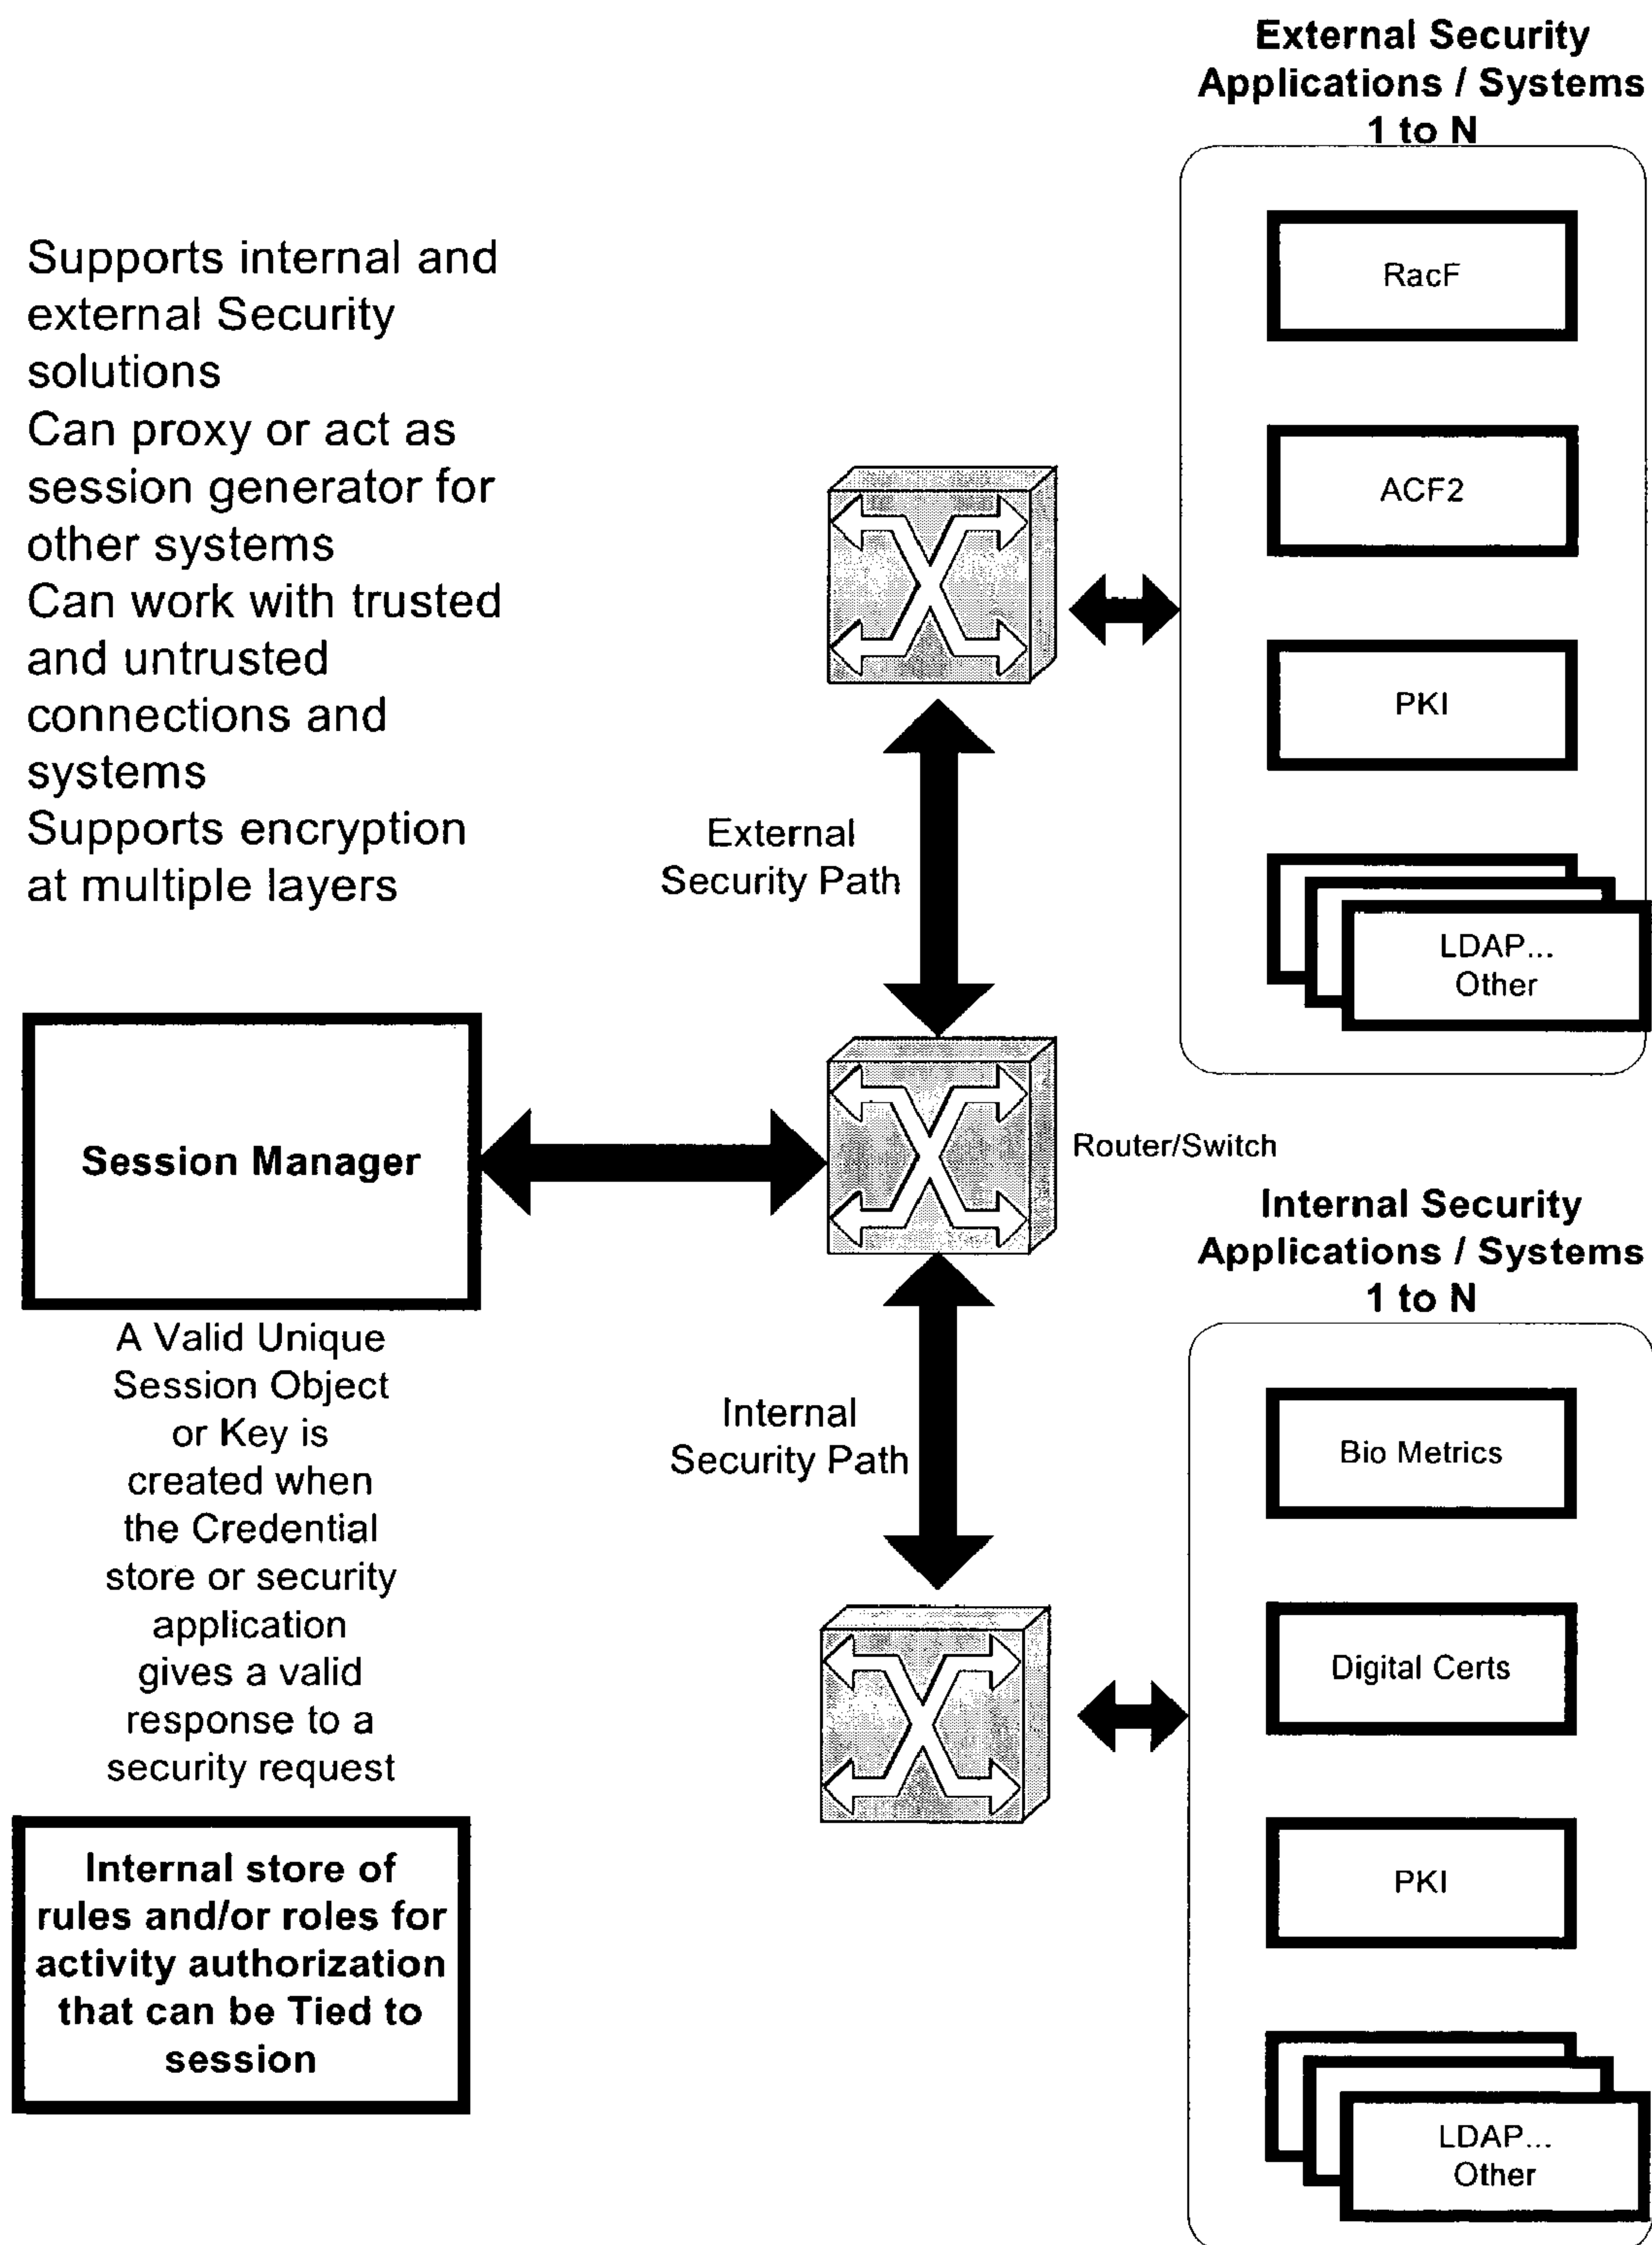 External Security
Applications / Systems
1 to N
RacF
ACF2
PKI
LDAP...
Other
Supports internal and
external Security
solutions
Can proxy or act as
session generator for
other systems
Can work with trusted
and untrusted
connections and
systems
Supports encryption
at multiple layers
External
Security Path
Session Manager
Router/Switch
A Valid Unique
Session Object
or Key is
created when
the Credential
store or security
application
gives a valid
response to a
security request
Internal
Security Path
Internal Security
Applications / Systems
1 to N
Bio Metrics
Digital Certs
PKI
LDAP...
Other
Internal store of
rules and/or roles for
activity authorization
that can be Tied to
session